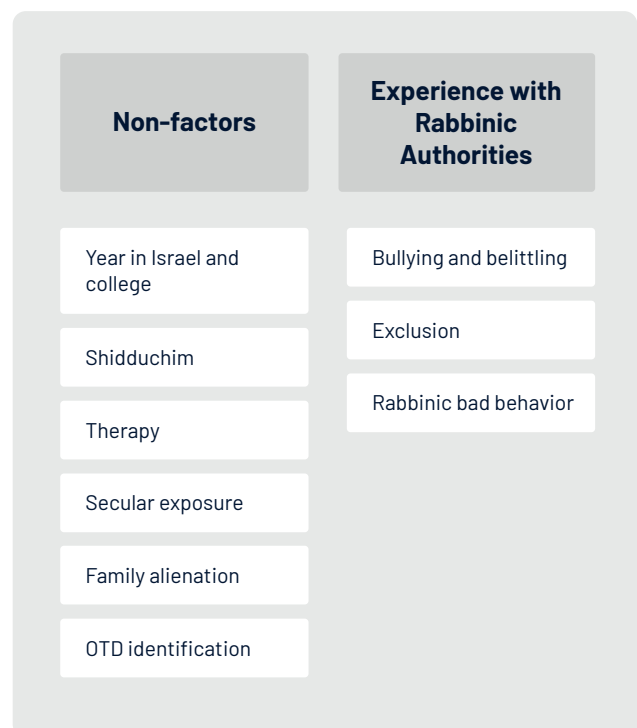 Non-factors
Year in Israel and
college
Shidduchim
Therapy
Secular exposure
Family alienation
OTD identification
Experience with
Rabbinic
Authorities
Bullying and belittling
Exclusion
Rabbinic bad behavior